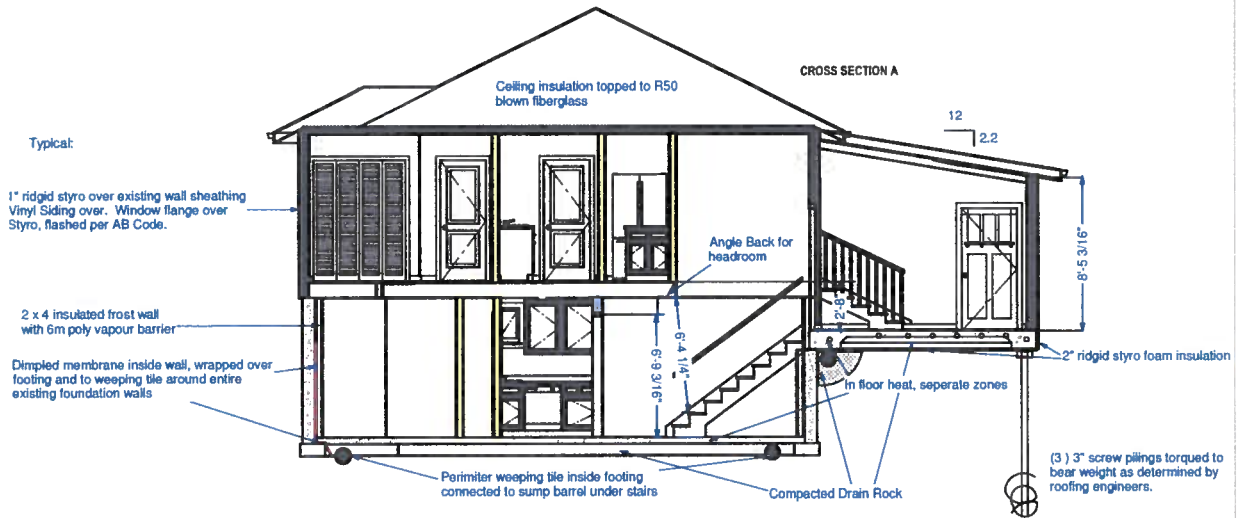 CROSS SECTION A
Ceiling insulation topped to R50
blown fiberglass
12
2.2
Typical:
1" ridgid styro over existing wall sheathing
Vinyl Siding over. Window flange over
Styro, flashed per AB Code.
8'-5 3/16"
Angle Back for
headroom
2 x 4 insulated frost wall
with 6m poly vapour barrier
2'-8"
6'-4 1/4"
6'-9 3/16"
2" ridgid styro foam insulation
Dimpled membrane inside wall, wrapped over
footing and to weeping tile around entire
existing foundation walls
In floor heat, seperate zones
Perimiter weeping tile inside footing
connected to sump barrel under stairs
Compacted Drain Rock
(3 ) 3" screw pilings torqued to
bear weight as determined by
roofing engineers.